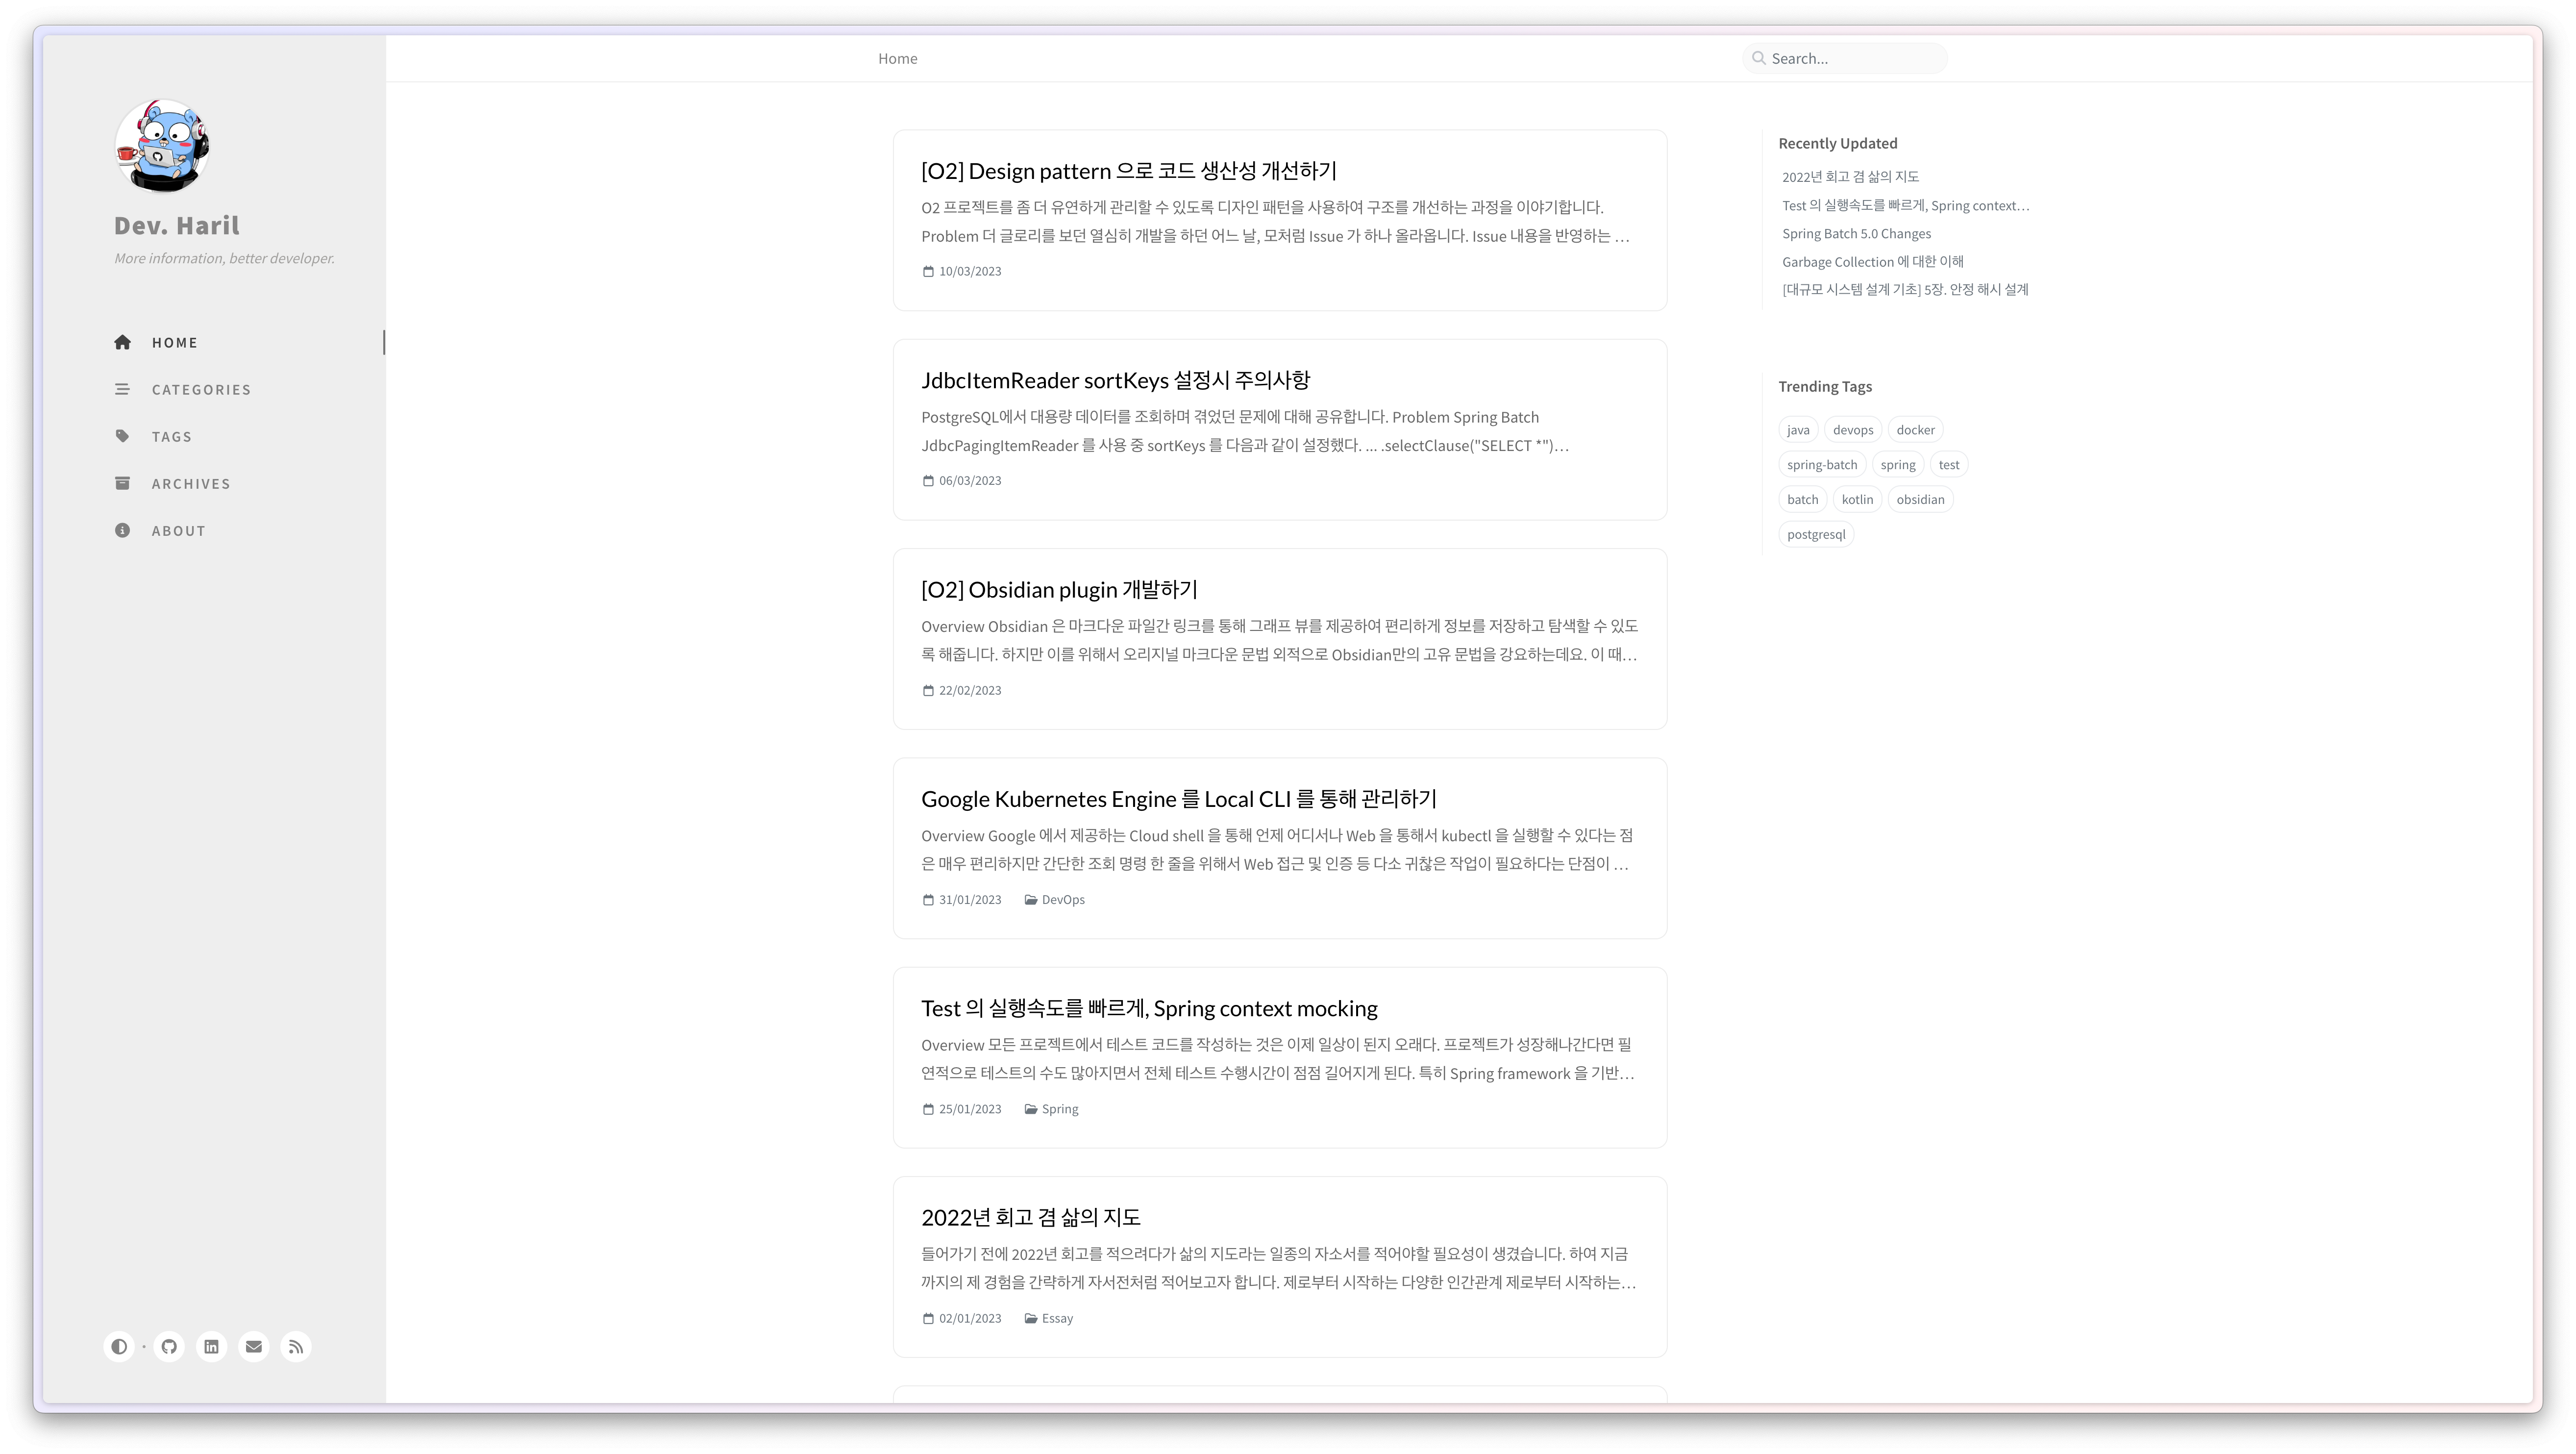 Dev. Haril
More information, better developer.
HOME
CATEGORIES
TAGS
ARCHIVES
ABOUT
Home
Search...
[O2] Design pattern 으로 코드 생산성 개선하기
O2 프로젝트를 좀 더 유연하게 관리할 수 있도록 디자인 패턴을 사용하여 구조를 개선하는 과정을 이야기합니다.
Problem 더 글로리를 보던 열심히 개발을 하던 어느 날, 모처럼 Issue 가 하나 올라옵니다. Issue 내용을 반영하는 …
10/03/2023
JdbcItemReader sortKeys 설정시 주의사항
PostgreSQL에서 대용량 데이터를 조회하며 겪었던 문제에 대해 공유합니다. Problem Spring Batch
JdbcPagingItemReader 를 사용 중 sortKeys 를 다음과 같이 설정했다. ... .selectClause("SELECT *")…
06/03/2023
[O2] Obsidian plugin 개발하기
Overview Obsidian 은 마크다운 파일간 링크를 통해 그래프 뷰를 제공하여 편리하게 정보를 저장하고 탐색할 수 있도
록 해줍니다. 하지만 이를 위해서 오리지널 마크다운 문법 외적으로 Obsidian만의 고유 문법을 강요하는데요. 이 때…
22/02/2023
Google Kubernetes Engine 를 Local CLI 를 통해 관리하기
Overview Google 에서 제공하는 Cloud shell 을 통해 언제 어디서나 Web 을 통해서 kubectl 을 실행할 수 있다는 점
은 매우 편리하지만 간단한 조회 명령 한 줄을 위해서 Web 접근 및 인증 등 다소 귀찮은 작업이 필요하다는 단점이 …
31/01/2023 DevOps
Test 의 실행속도를 빠르게, Spring context mocking
Overview 모든 프로젝트에서 테스트 코드를 작성하는 것은 이제 일상이 된지 오래다. 프로젝트가 성장해나간다면 필
연적으로 테스트의 수도 많아지면서 전체 테스트 수행시간이 점점 길어지게 된다. 특히 Spring framework 을 기반…
25/01/2023 Spring
2022년 회고 겸 삶의 지도
들어가기 전에 2022년 회고를 적으려다가 삶의 지도라는 일종의 자소서를 적어야할 필요성이 생겼습니다. 하여 지금
까지의 제 경험을 간략하게 자서전처럼 적어보고자 합니다. 제로부터 시작하는 다양한 인간관계 제로부터 시작하는…
02/01/2023 Essay
Recently Updated
2022년 회고 겸 삶의 지도
Test 의 실행속도를 빠르게, Spring context…
Spring Batch 5.0 Changes
Garbage Collection 에 대한 이해
[대규모 시스템 설계 기초] 5장. 안정 해시 설계
Trending Tags
java devops docker
spring-batch spring test
batch kotlin obsidian
postgresql